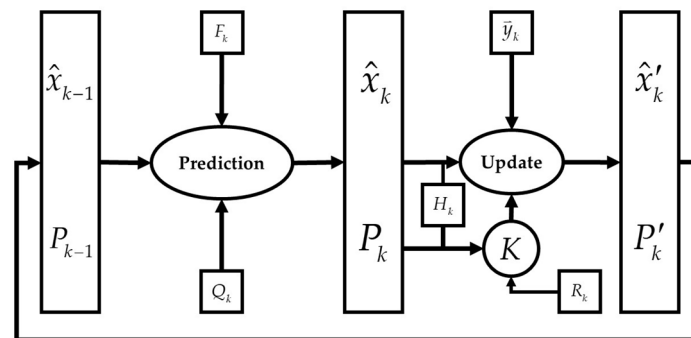 F_k
ȳ_k
x̂_{k−1}
x̂_k
x̂′_k
Prediction
Update
H_k
P_{k−1}
P_k
K
P′_k
Q_k
R_k